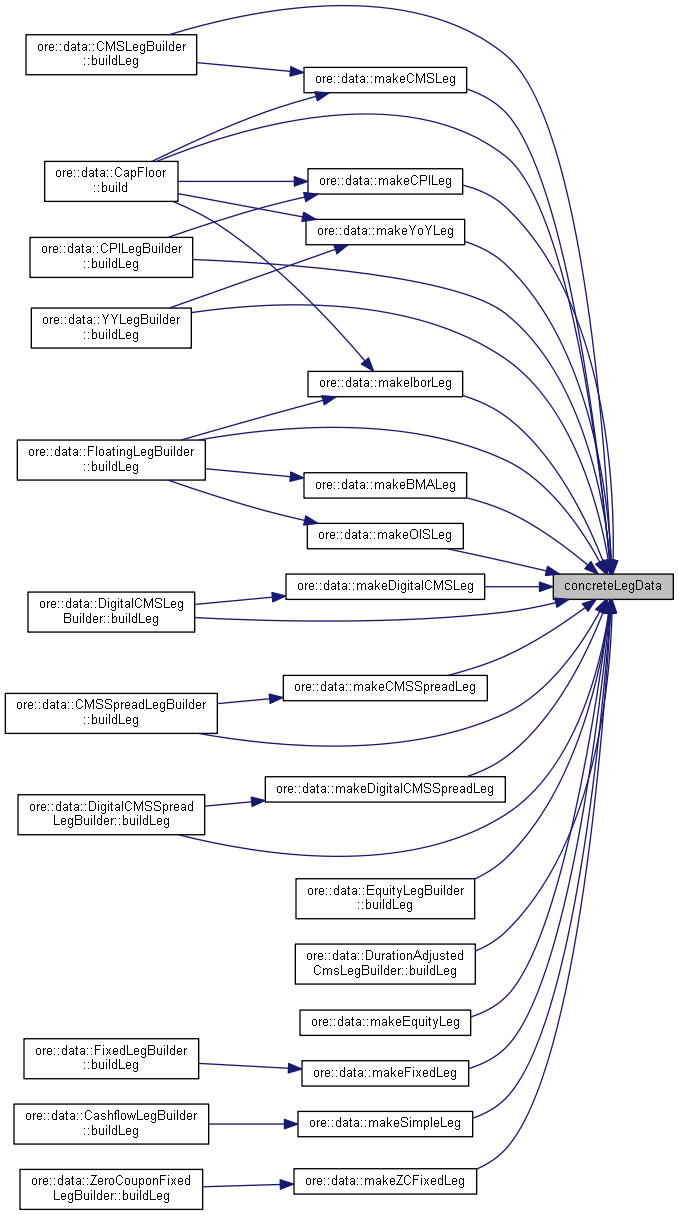 ore::data::CMSLegBuilder
::buildLeg
ore::data::makeCMSLeg
ore::data::CapFloor
::build
ore::data::makeCPILeg
ore::data::makeYoYLeg
ore::data::CPILegBuilder
::buildLeg
ore::data::YYLegBuilder
::buildLeg
ore::data::makeIborLeg
ore::data::FloatingLegBuilder
::buildLeg
ore::data::makeBMALeg
ore::data::makeOISLeg
concreteLegData
ore::data::makeDigitalCMSLeg
ore::data::DigitalCMSLeg
Builder::buildLeg
ore::data::makeCMSSpreadLeg
ore::data::CMSSpreadLegBuilder
::buildLeg
ore::data::makeDigitalCMSSpreadLeg
ore::data::DigitalCMSSpread
LegBuilder::buildLeg
ore::data::EquityLegBuilder
::buildLeg
ore::data::DurationAdjusted
CmsLegBuilder::buildLeg
ore::data::makeEquityLeg
ore::data::FixedLegBuilder
::buildLeg
ore::data::makeFixedLeg
ore::data::CashflowLegBuilder
::buildLeg
ore::data::makeSimpleLeg
ore::data::ZeroCouponFixed
LegBuilder::buildLeg
ore::data::makeZCFixedLeg